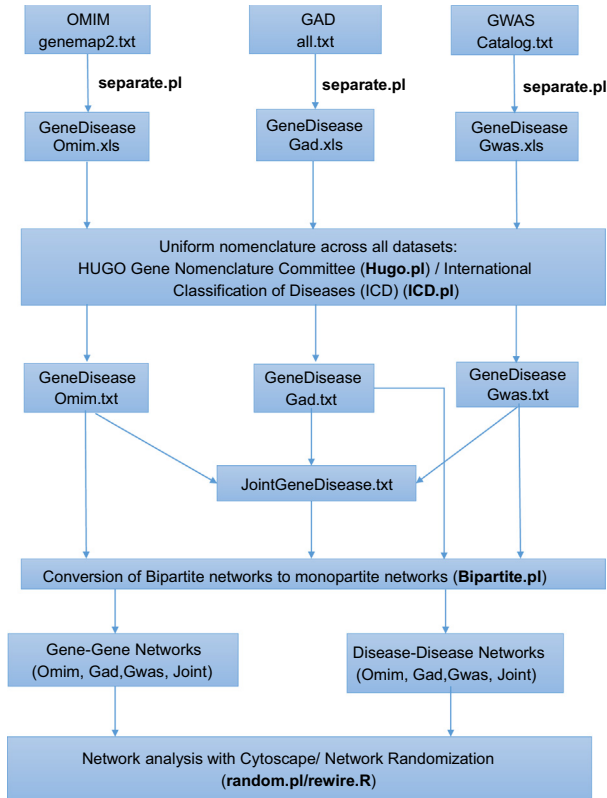 OMIM
genemap2.txt
GAD
all.txt
GWAS
Catalog.txt
separate.pl
separate.pl
separate.pl
GeneDisease
Omim.xls
GeneDisease
Gad.xls
GeneDisease
Gwas.xls
Uniform nomenclature across all datasets:
HUGO Gene Nomenclature Committee (Hugo.pl) / International
Classification of Diseases (ICD) (ICD.pl)
GeneDisease
Omim.txt
GeneDisease
Gad.txt
GeneDisease
Gwas.txt
JointGeneDisease.txt
Conversion of Bipartite networks to monopartite networks (Bipartite.pl)
Gene-Gene Networks
(Omim, Gad,Gwas, Joint)
Disease-Disease Networks
(Omim, Gad,Gwas, Joint)
Network analysis with Cytoscape/ Network Randomization
(random.pl/rewire.R)